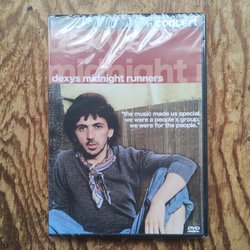 concert
midnight
dexys midnight runners
midnight
"the music made us special,
we were a people's group,
we were for the people."
DVD